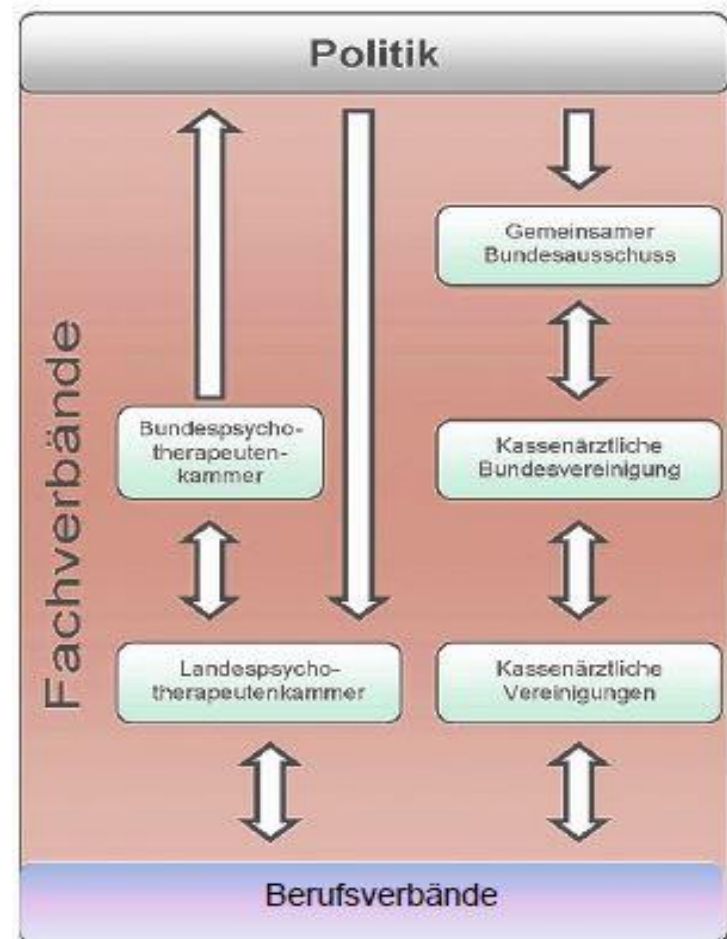 Politik
Gemeinsamer
Bundesausschuss
Fachverbände
Bundespsycho-
therapeuten-
kammer
Kassenärztliche
Bundesvereinigung
Landespsycho-
therapeutenkammer
Kassenärztliche
Vereinigungen
Berufsverbände